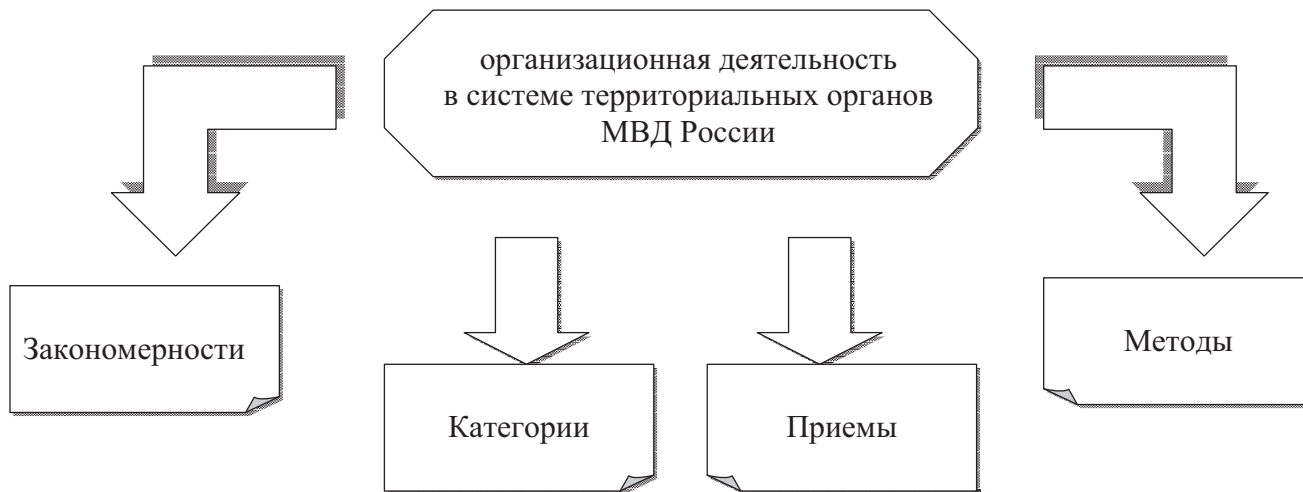 организационная деятельность
в системе территориальных органов
МВД России
Закономерности
Категории
Приемы
Методы